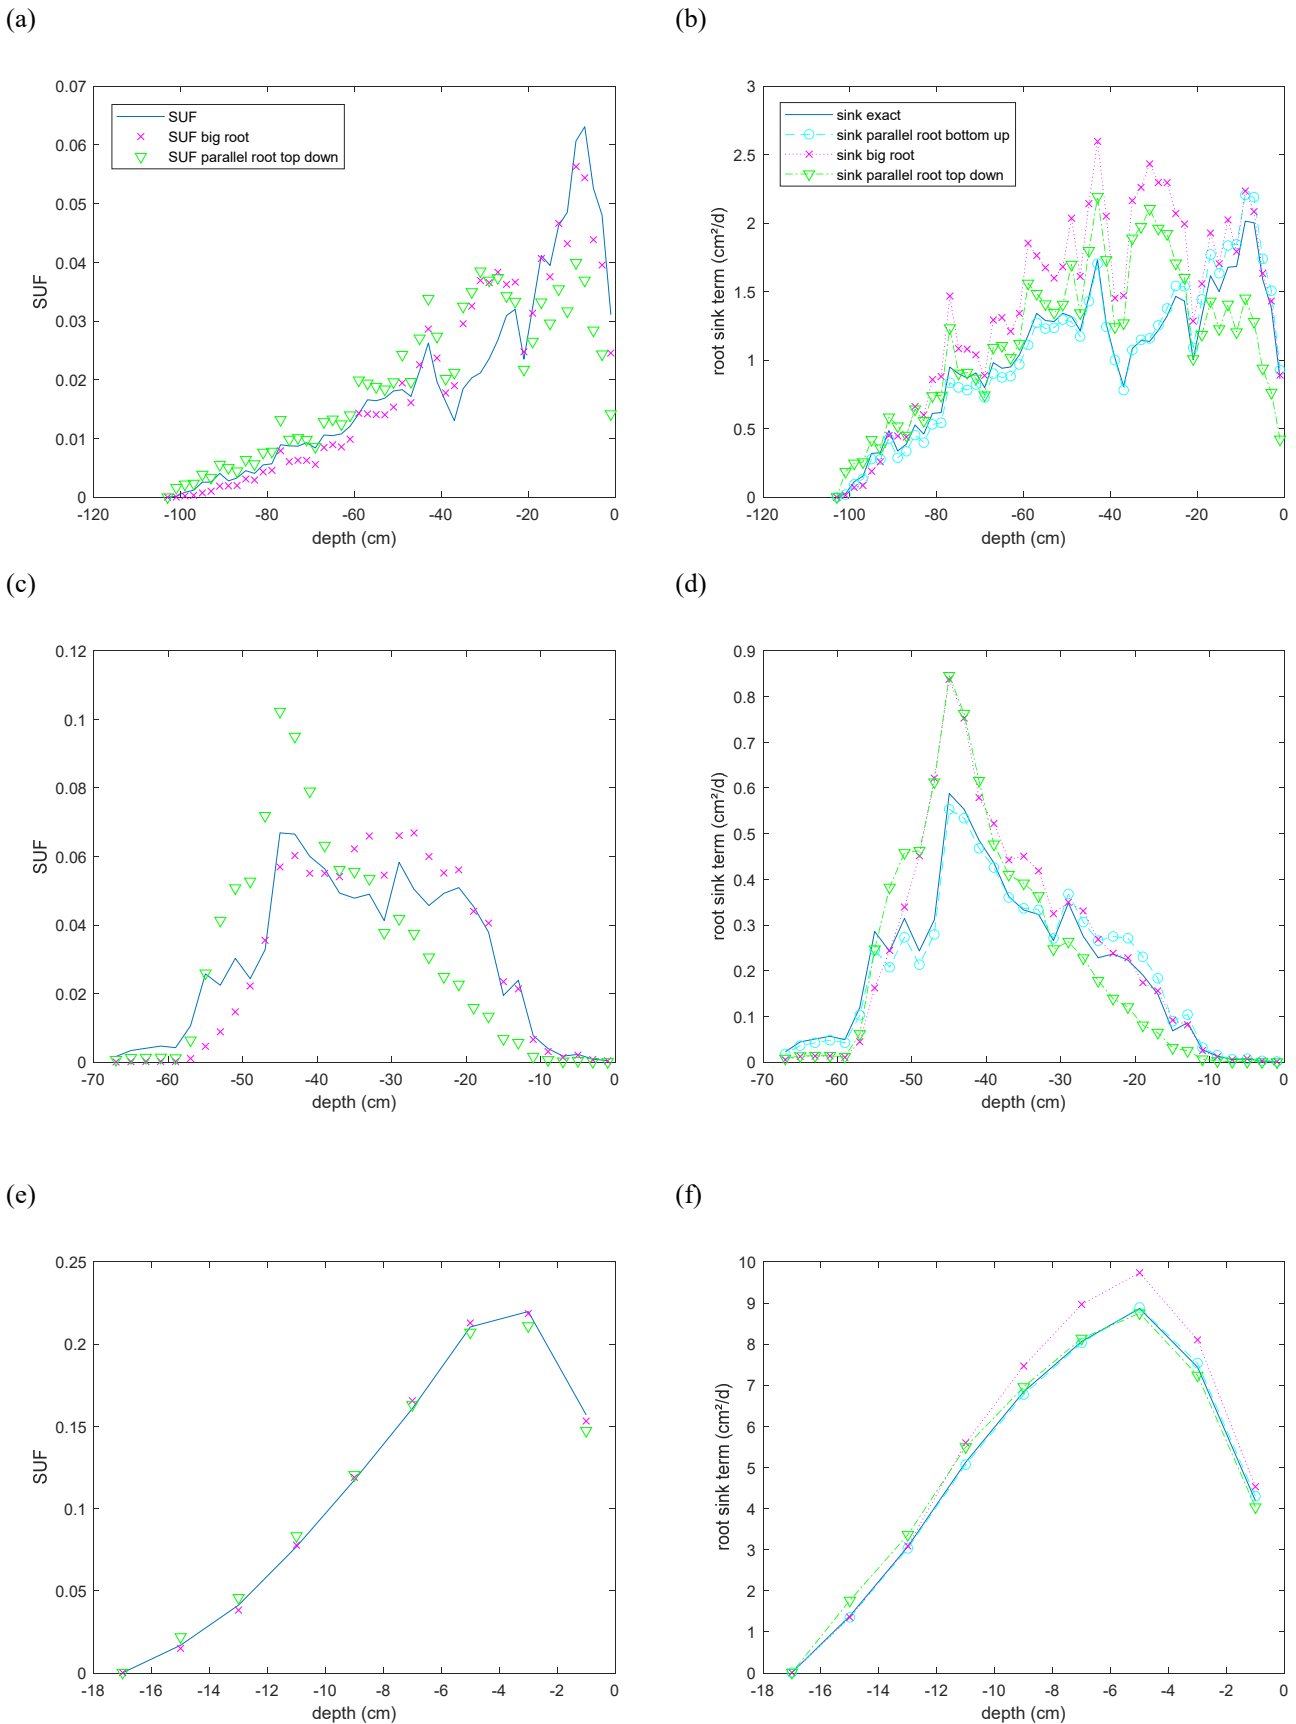 (a)
0.07
0.06
0.05
0.04
0.03
0.02
0.01
0
SUF
SUF
SUF big root
SUF parallel root top down
-120 -100 -80 -60 -40 -20 0
depth (cm)
(b)
3
2.5
2
1.5
1
0.5
0
root sink term (cm²/d)
sink exact
sink parallel root bottom up
sink big root
sink parallel root top down
-120 -100 -80 -60 -40 -20 0
depth (cm)
(c)
0.12
0.1
0.08
0.06
0.04
0.02
0
SUF
-70 -60 -50 -40 -30 -20 -10 0
depth (cm)
(d)
0.9
0.8
0.7
0.6
0.5
0.4
0.3
0.2
0.1
0
root sink term (cm²/d)
-70 -60 -50 -40 -30 -20 -10 0
depth (cm)
(e)
0.25
0.2
0.15
0.1
0.05
0
SUF
-18 -16 -14 -12 -10 -8 -6 -4 -2 0
depth (cm)
(f)
10
9
8
7
6
5
4
3
2
1
0
root sink term (cm²/d)
-18 -16 -14 -12 -10 -8 -6 -4 -2 0
depth (cm)